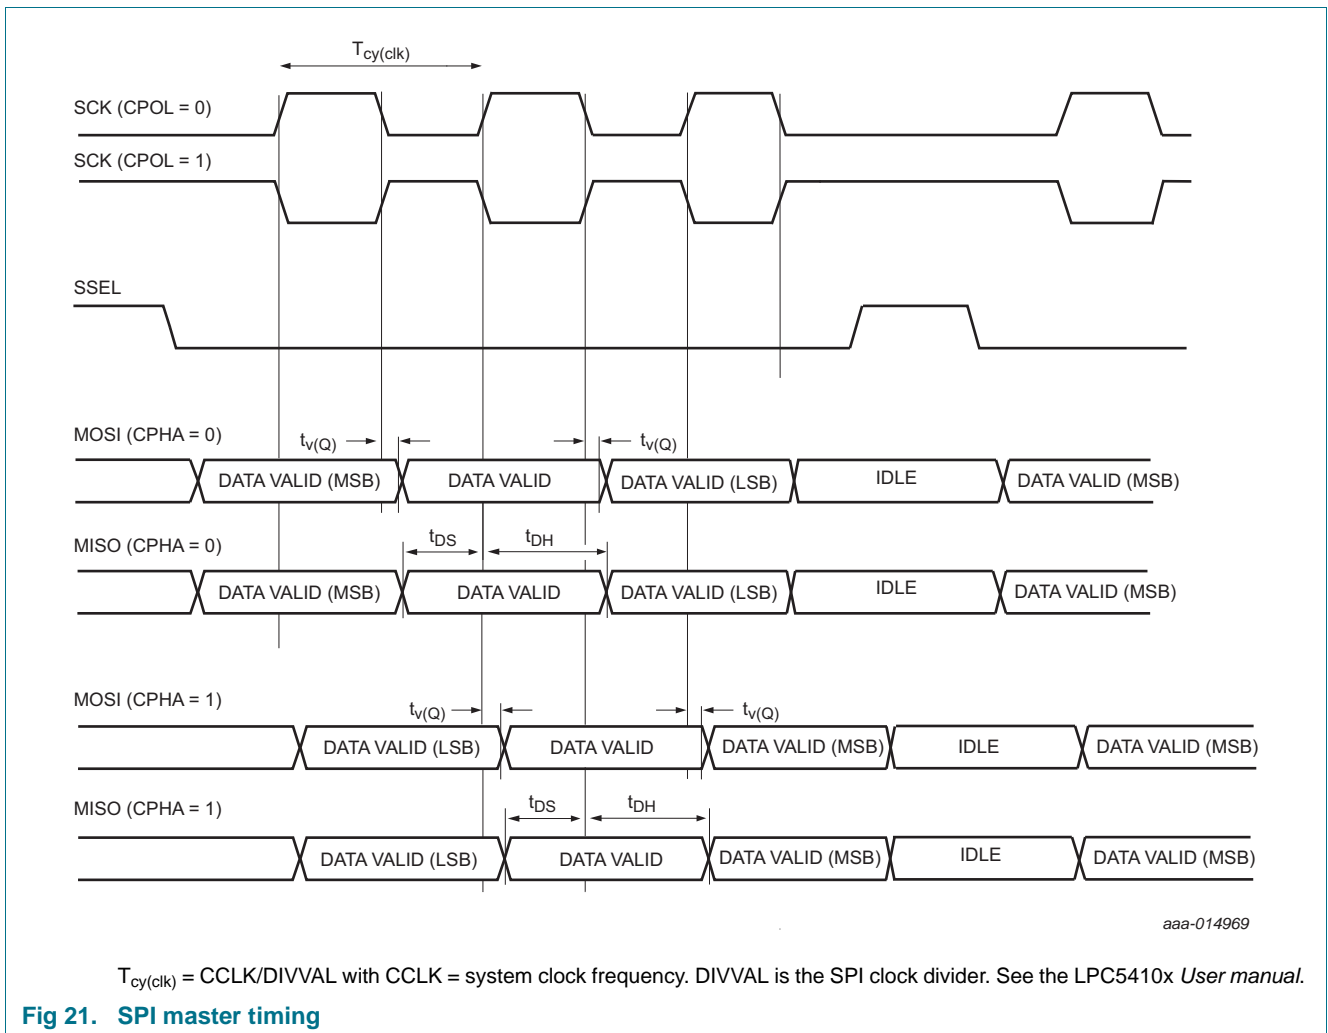 Tcy(clk)
SCK (CPOL = 0)
SCK (CPOL = 1)
SSEL
MOSI (CPHA = 0)
tv(Q) tv(Q)
DATA VALID (MSB) DATA VALID DATA VALID (LSB) IDLE DATA VALID (MSB)
MISO (CPHA = 0)
tDS tDH
DATA VALID (MSB) DATA VALID DATA VALID (LSB) IDLE DATA VALID (MSB)
MOSI (CPHA = 1)
tv(Q) tv(Q)
DATA VALID (LSB) DATA VALID DATA VALID (MSB) IDLE DATA VALID (MSB)
MISO (CPHA = 1)
tDS tDH
DATA VALID (LSB) DATA VALID DATA VALID (MSB) IDLE DATA VALID (MSB)
aaa-014969
Tcy(clk) = CCLK/DIVVAL with CCLK = system clock frequency. DIVVAL is the SPI clock divider. See the LPC5410x User manual.
Fig 21. SPI master timing